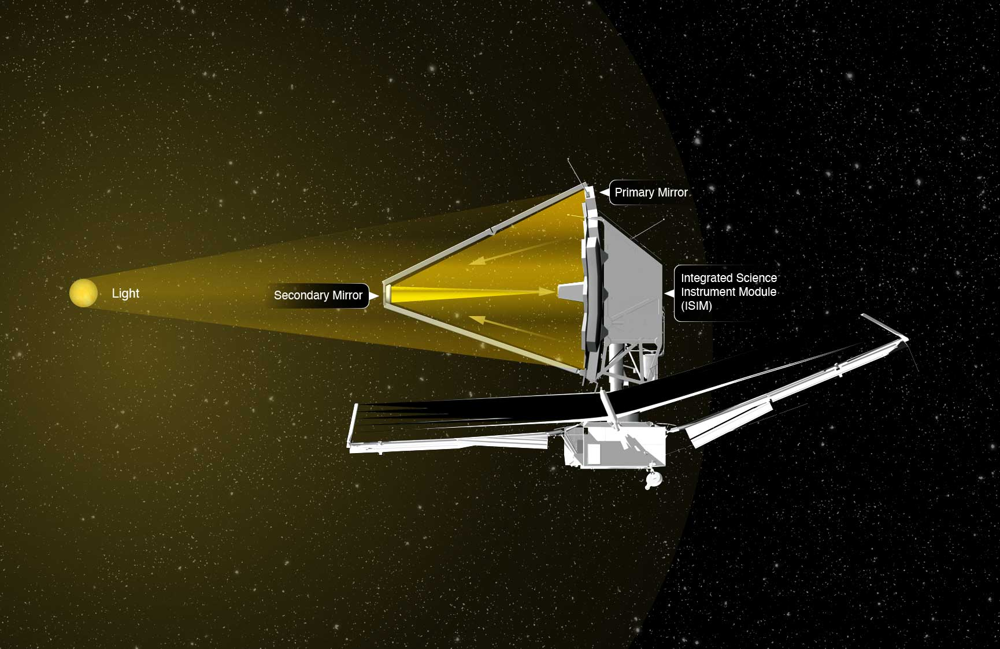 Primary Mirror
Light
Secondary Mirror
Integrated Science
Instrument Module
(ISIM)